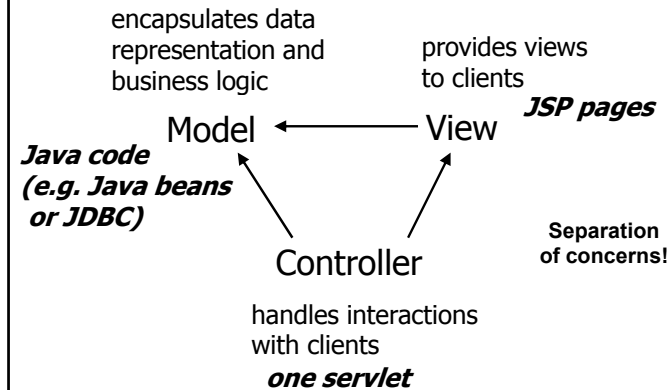 encapsulates data
representation and
business logic
provides views
to clients
JSP pages
Model
View
Java code
(e.g. Java beans
or JDBC)
Separation
of concerns!
Controller
handles interactions
with clients
one servlet